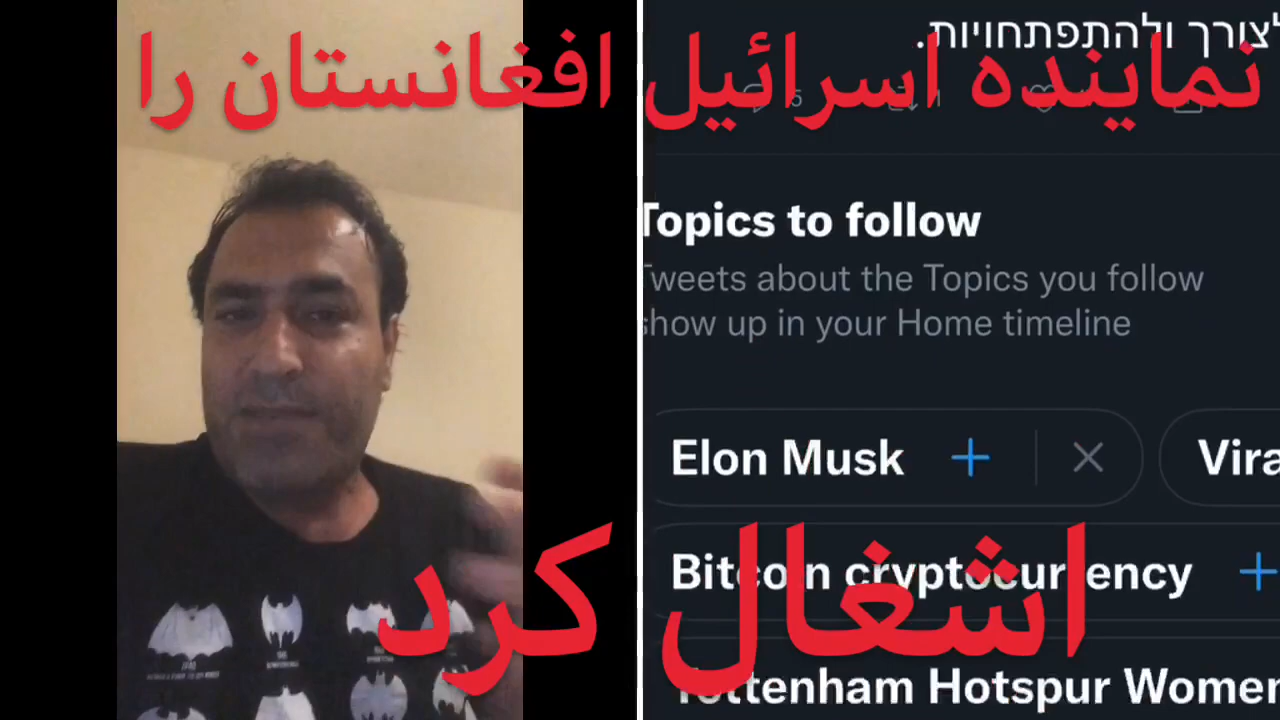 לצורך ולהתפתחויות.
نماینده اسرائیل افغانستان را
Topics to follow
Tweets about the Topics you follow
show up in your Home timeline
Elon Musk
Bitcoin cryptocurrency
اشغال کرد
Tottenham Hotspur Women